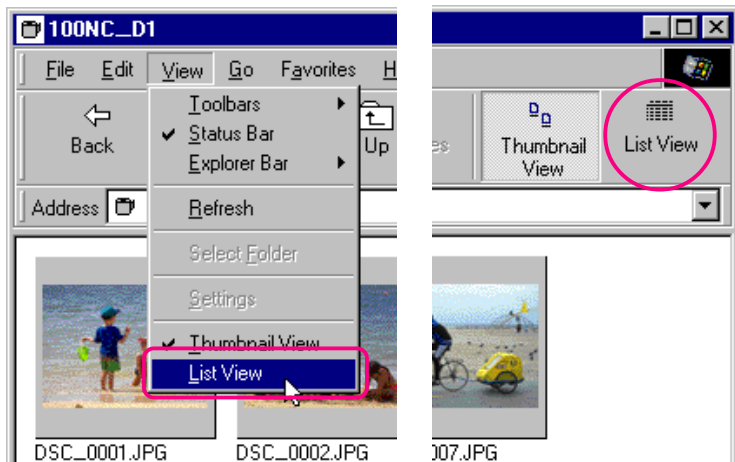 100NC_D1
File Edit View Go Favorites H
Back
Up
Toolbars
Status Bar
Explorer Bar
Refresh
Select Folder
Settings
Thumbnail View
List View
Address
DSC_0001.JPG DSC_0002.JPG
Thumbnail
View
List View
007.JPG